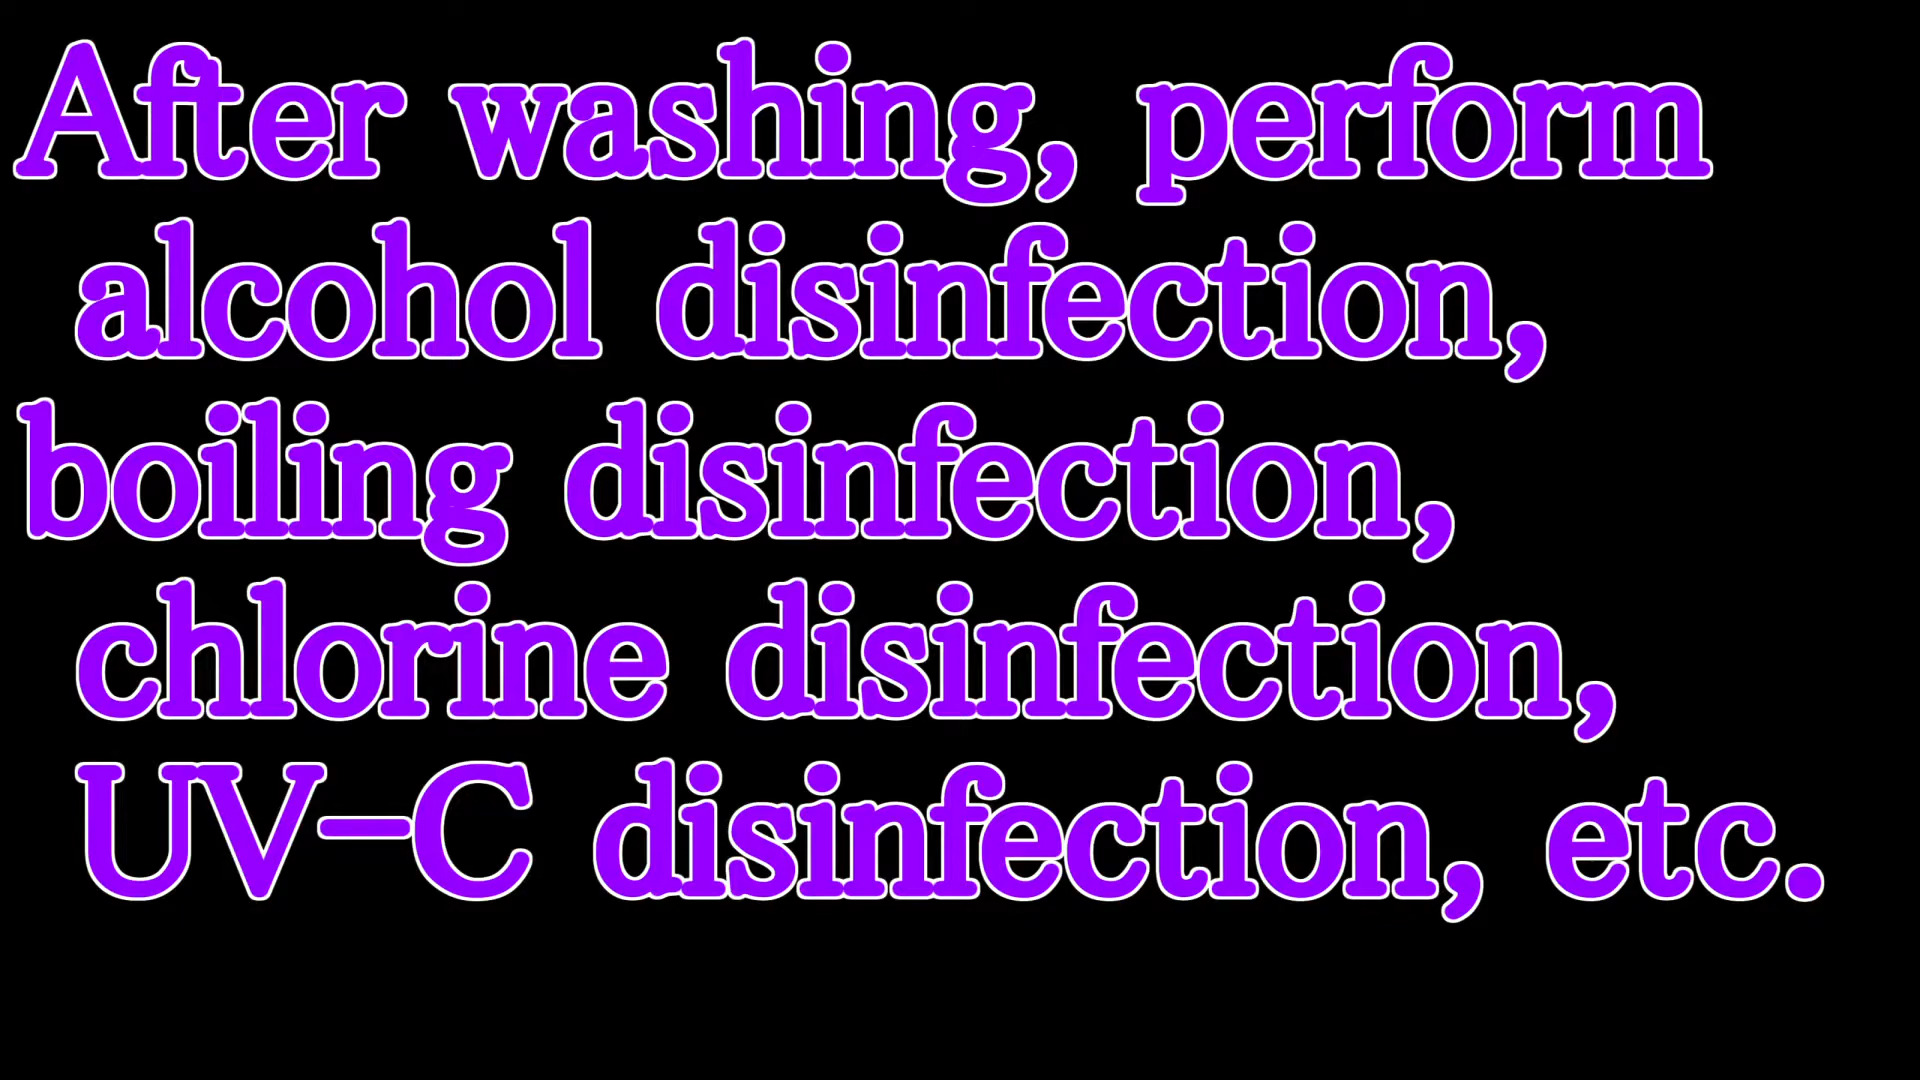 After washing, perform
alcohol disinfection,
boiling disinfection,
chlorine disinfection,
UV-C disinfection, etc.